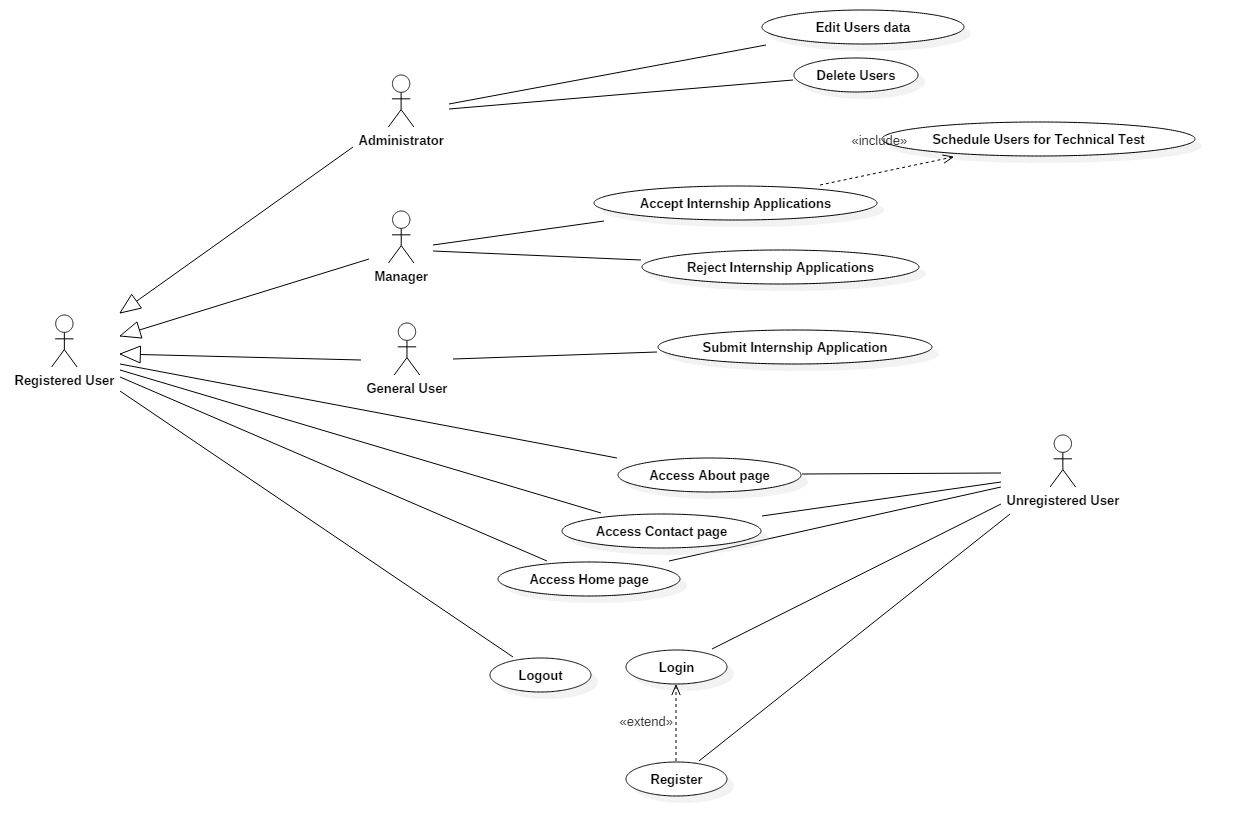 Edit Users data
Delete Users
Administrator
«include»
Schedule Users for Technical Test
Accept Internship Applications
Manager
Reject Internship Applications
Registered User
General User
Submit Internship Application
Access About page
Unregistered User
Access Contact page
Access Home page
Logout
Login
«extend»
Register